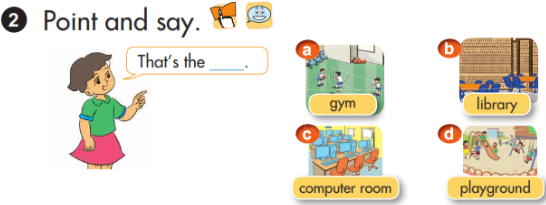 2 Point and say.
That's the ____.
a
gym
b
library
c
computer room
d
playground